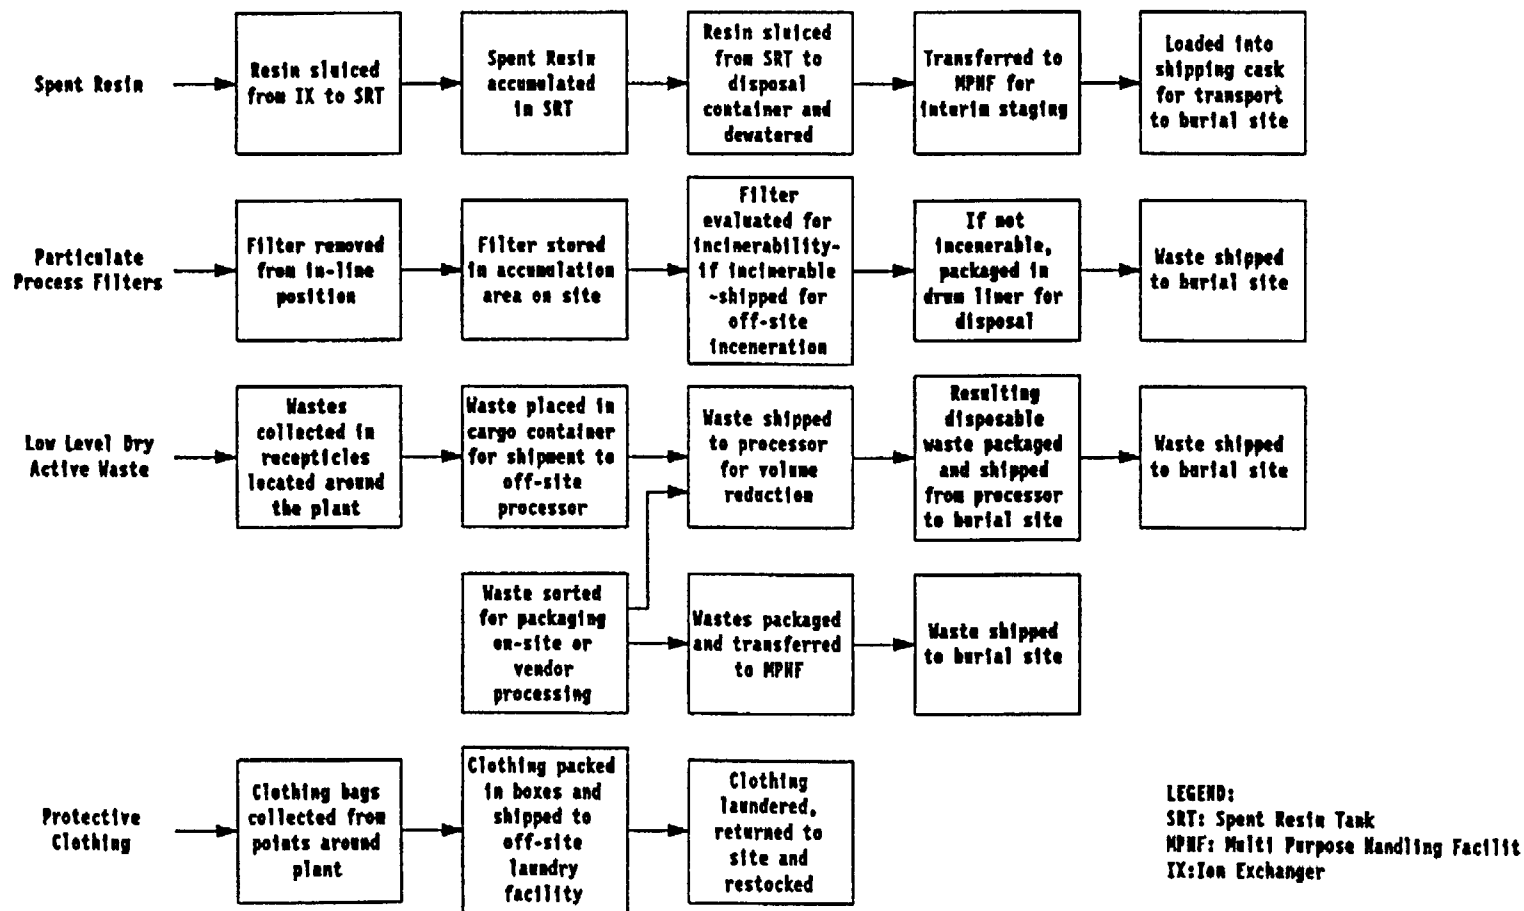 Spent Resin
Resin sluiced
from IX to SRT
Spent Resin
accumulated
in SRT
Resin sluiced
from SRT to
disposal
container and
dewatered
Transferred to
MPHF for
interim staging
Loaded into
shipping cask
for transport
to burial site
Particulate
Process Filters
Filter removed
from in-line
position
Filter stored
in accumulation
area on site
Filter
evaluated for
incinerability-
if incinerable
-shipped for
off-site
inceneration
If not
incenerable,
packaged in
drum liner for
disposal
Waste shipped
to burial site
Low Level Dry
Active Waste
Wastes
collected in
recepticles
located around
the plant
Waste placed in
cargo container
for shipment to
off-site
processor
Waste shipped
to processor
for volume
reduction
Resulting
disposable
waste packaged
and shipped
from processor
to burial site
Waste shipped
to burial site
Waste sorted
for packaging
on-site or
vendor
processing
Wastes packaged
and transferred
to MPHF
Waste shipped
to burial site
Protective
Clothing
Clothing bags
collected from
points around
plant
Clothing packed
in boxes and
shipped to
off-site
laundry
facility
Clothing
laundered,
returned to
site and
restocked
LEGEND:
SRT: Spent Resin Tank
MPHF: Multi Purpose Handling Facilit
IX:Ion Exchanger